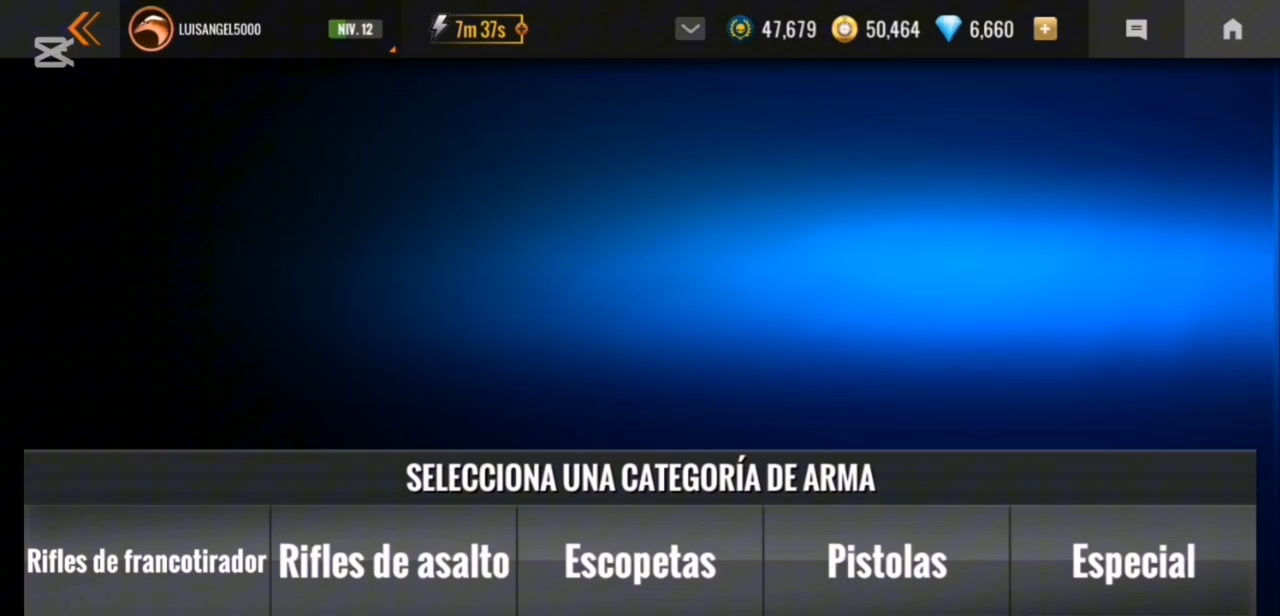 LUISANGEL5000
NIV. 12
7m 37s
47,679
50,464
6,660
SELECCIONA UNA CATEGORÍA DE ARMA
Rifles de francotirador
Rifles de asalto
Escopetas
Pistolas
Especial